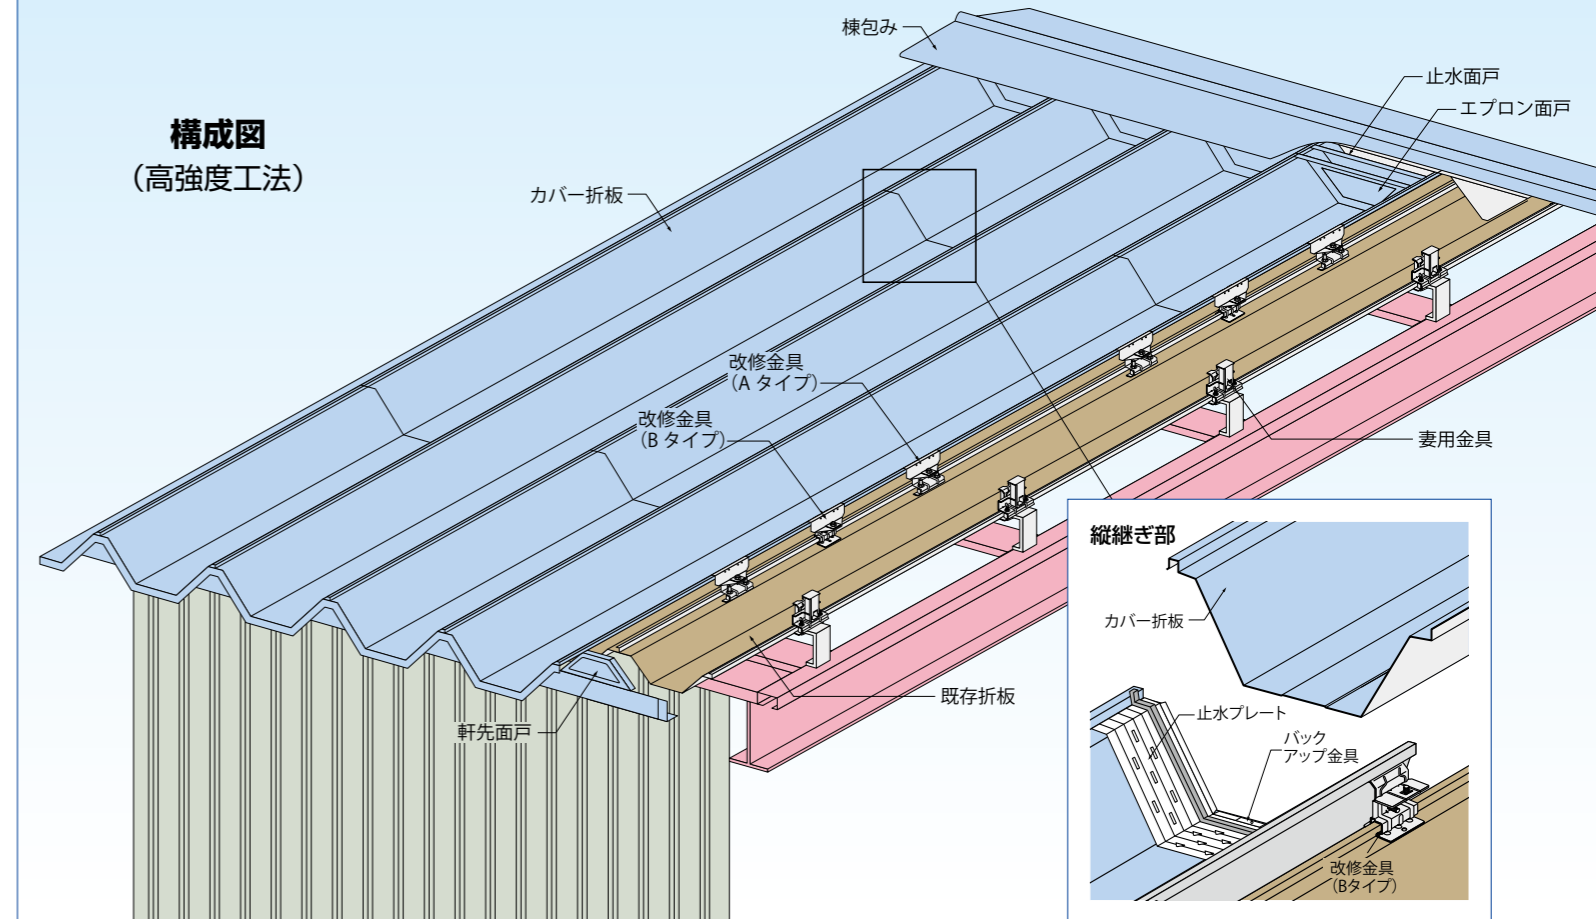 構成図
（高強度工法）
棟包み
止水面戸
エプロン面戸
カバー折板
改修金具
（A タイプ）
改修金具
（B タイプ）
妻用金具
既存折板
軒先面戸
縦継ぎ部
カバー折板
止水プレート
バック
アップ金具
改修金具
（Bタイプ）